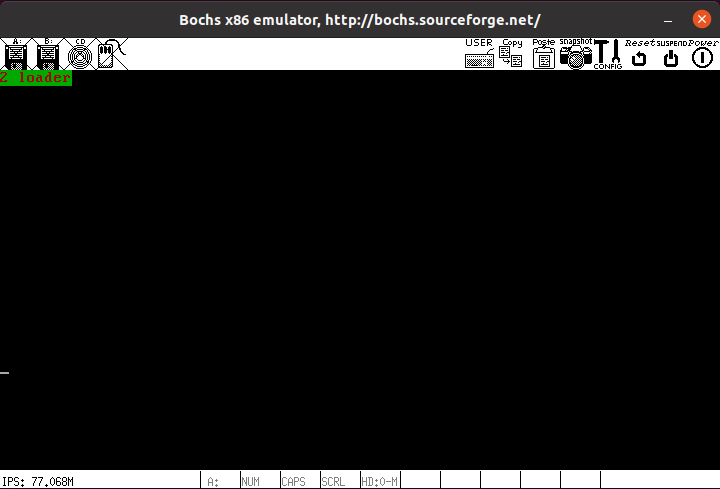 Bochs x86 emulator, http://bochs.sourceforge.net/
A: B: CD USER Copy Paste snapshot CONFIG Reset SUSPEND Power
2 loader
IPS: 77.068M A: NUM CAPS SCRL HD:0-M